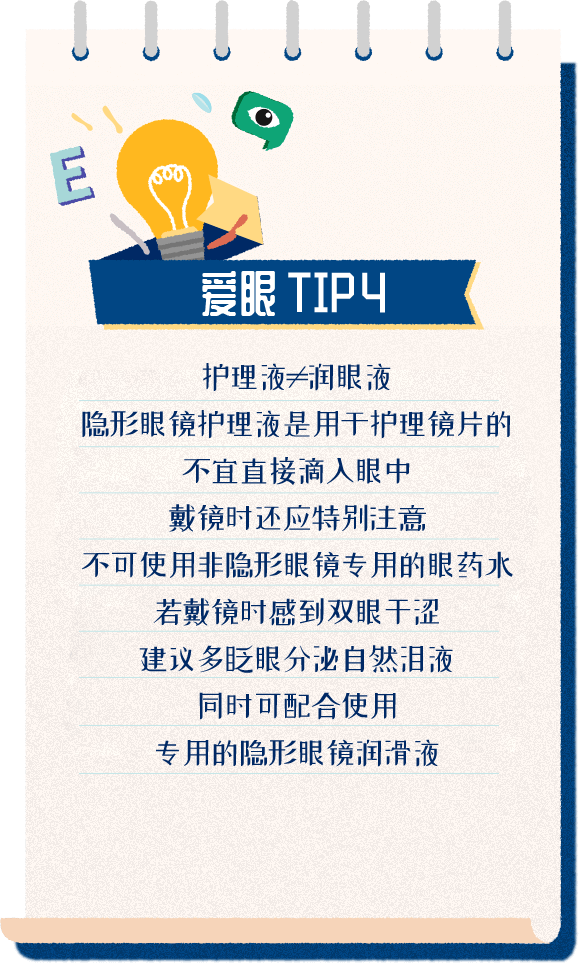 E
爱眼 TIP4
护理液≠润眼液
隐形眼镜护理液是用于护理镜片的
不宜直接滴入眼中
戴镜时还应特别注意
不可使用非隐形眼镜专用的眼药水
若戴镜时感到双眼干涩
建议多眨眼分泌自然泪液
同时可配合使用
专用的隐形眼镜润滑液